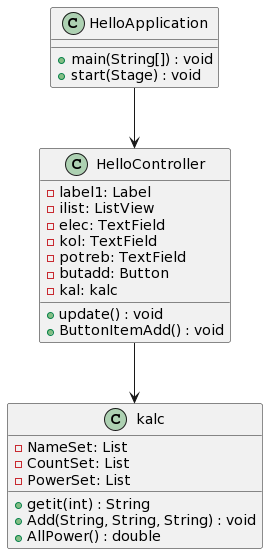 C HelloApplication
main(String[]) : void
start(Stage) : void
C HelloController
label1: Label
ilist: ListView
elec: TextField
kol: TextField
potreb: TextField
butadd: Button
kal: kalc
update() : void
ButtonItemAdd() : void
C kalc
NameSet: List
CountSet: List
PowerSet: List
getit(int) : String
Add(String, String, String) : void
AllPower() : double